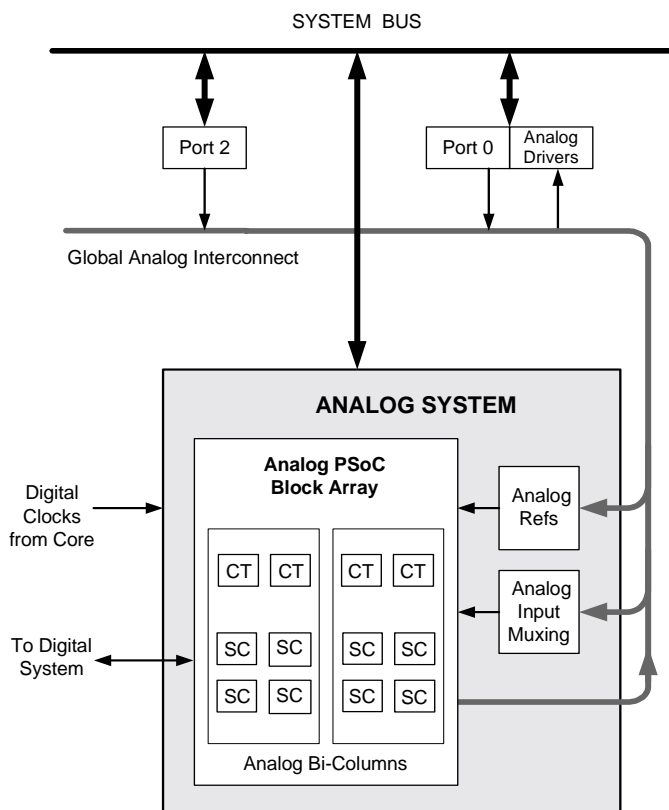 SYSTEM BUS
Port 2
Port 0
Analog
Drivers
Global Analog Interconnect
ANALOG SYSTEM
Analog PSoC
Block Array
Digital
Clocks
from Core
Analog
Refs
CT CT CT CT
Analog
Input
Muxing
To Digital
System
SC SC SC SC
SC SC SC SC
Analog Bi-Columns